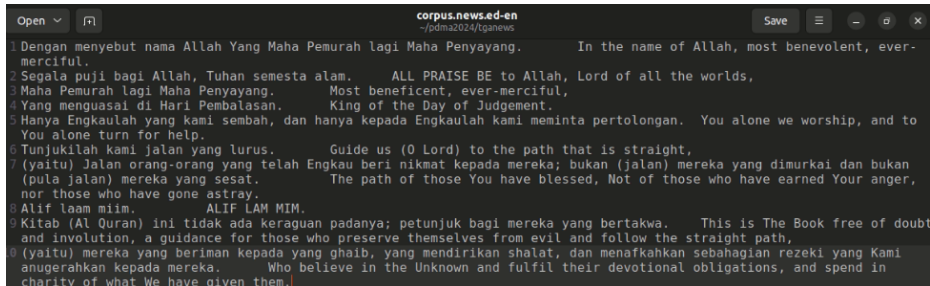 Open
corpus.news.ed-en
~/pdma2024/tganews
Save
1 Dengan menyebut nama Allah Yang Maha Pemurah lagi Maha Penyayang. In the name of Allah, most benevolent, ever-
merciful.
2 Segala puji bagi Allah, Tuhan semesta alam. ALL PRAISE BE to Allah, Lord of all the worlds,
3 Maha Pemurah lagi Maha Penyayang. Most beneficent, ever-merciful,
4 Yang menguasai di Hari Pembalasan. King of the Day of Judgement.
5 Hanya Engkaulah yang kami sembah, dan hanya kepada Engkaulah kami meminta pertolongan. You alone we worship, and to
You alone turn for help.
6 Tunjukilah kami jalan yang lurus. Guide us (O Lord) to the path that is straight,
7 (yaitu) Jalan orang-orang yang telah Engkau beri nikmat kepada mereka; bukan (jalan) mereka yang dimurkai dan bukan
(pula jalan) mereka yang sesat. The path of those You have blessed, Not of those who have earned Your anger,
nor those who have gone astray.
8 Alif laam miim. ALIF LAM MIM.
9 Kitab (Al Quran) ini tidak ada keraguan padanya; petunjuk bagi mereka yang bertakwa. This is The Book free of doubt
and involution, a guidance for those who preserve themselves from evil and follow the straight path,
10 (yaitu) mereka yang beriman kepada yang ghaib, yang mendirikan shalat, dan menafkahkan sebahagian rezeki yang Kami
anugerahkan kepada mereka. Who believe in the Unknown and fulfil their devotional obligations, and spend in
charity of what We have given them.